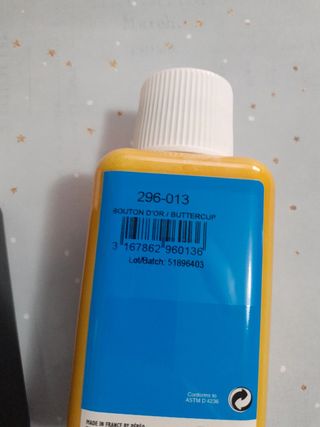 296-013
BOUTON D'OR / BUTTERCUP
3 167862 960136
Lot/Batch: 51896403
Conforms to
ASTM D 4236
MADE IN FRANCE BY PÉBÉO